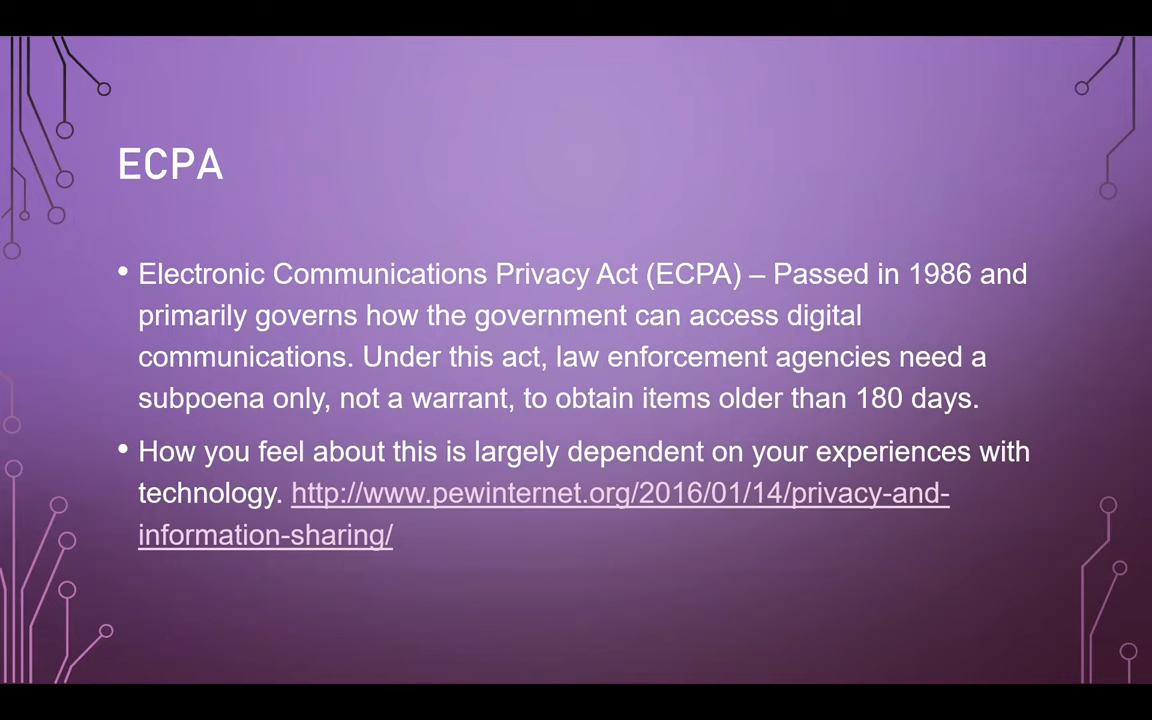 ECPA
• Electronic Communications Privacy Act (ECPA) – Passed in 1986 and
primarily governs how the government can access digital
communications. Under this act, law enforcement agencies need a
subpoena only, not a warrant, to obtain items older than 180 days.
• How you feel about this is largely dependent on your experiences with
technology. http://www.pewinternet.org/2016/01/14/privacy-and-
information-sharing/